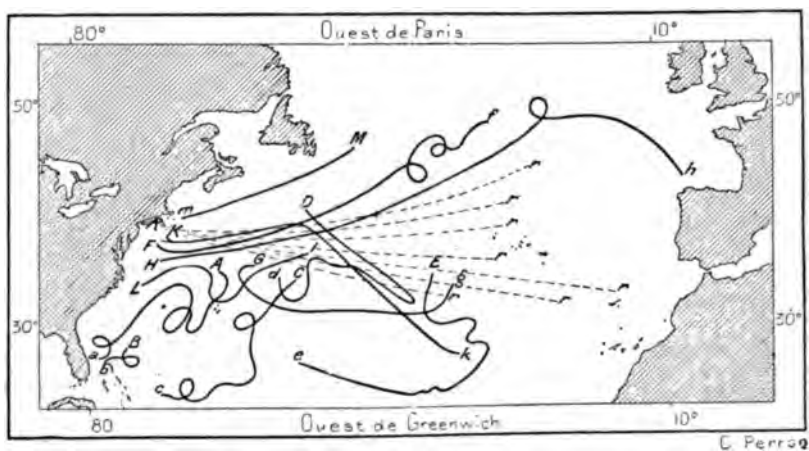 80° Ouest de Paris 10°
50° 50°
M
h
m
D
A K
F
H
A G E
L d C g
30° 30°
B
a
b k
c e
80 Ouest de Greenwich 10°
C. Perron